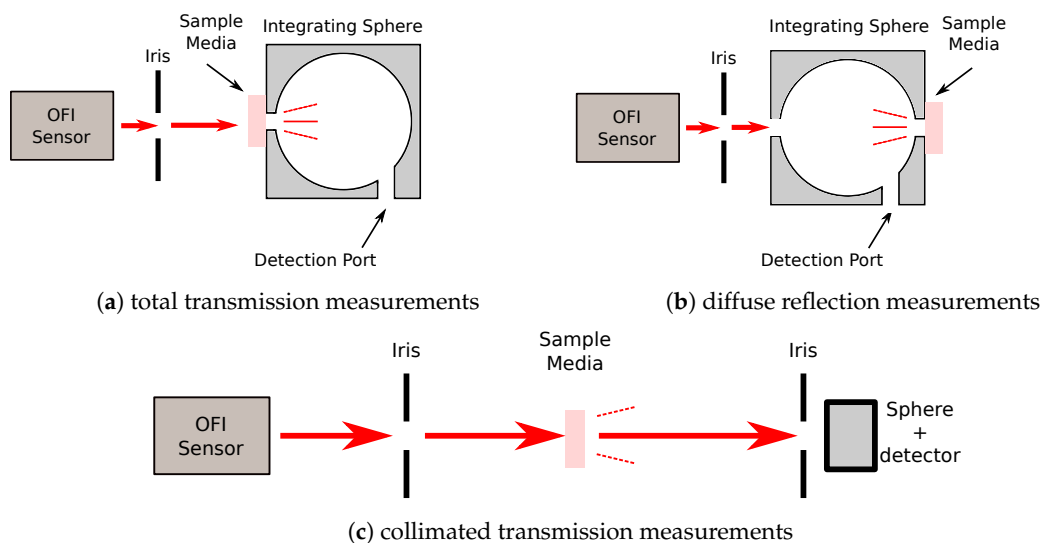 Sample
Media
Integrating Sphere
Iris
OFI
Sensor
Detection Port
(a) total transmission measurements
Integrating Sphere
Sample
Media
Iris
OFI
Sensor
Detection Port
(b) diffuse reflection measurements
Iris
Sample
Media
Iris
OFI
Sensor
Sphere
+
detector
(c) collimated transmission measurements